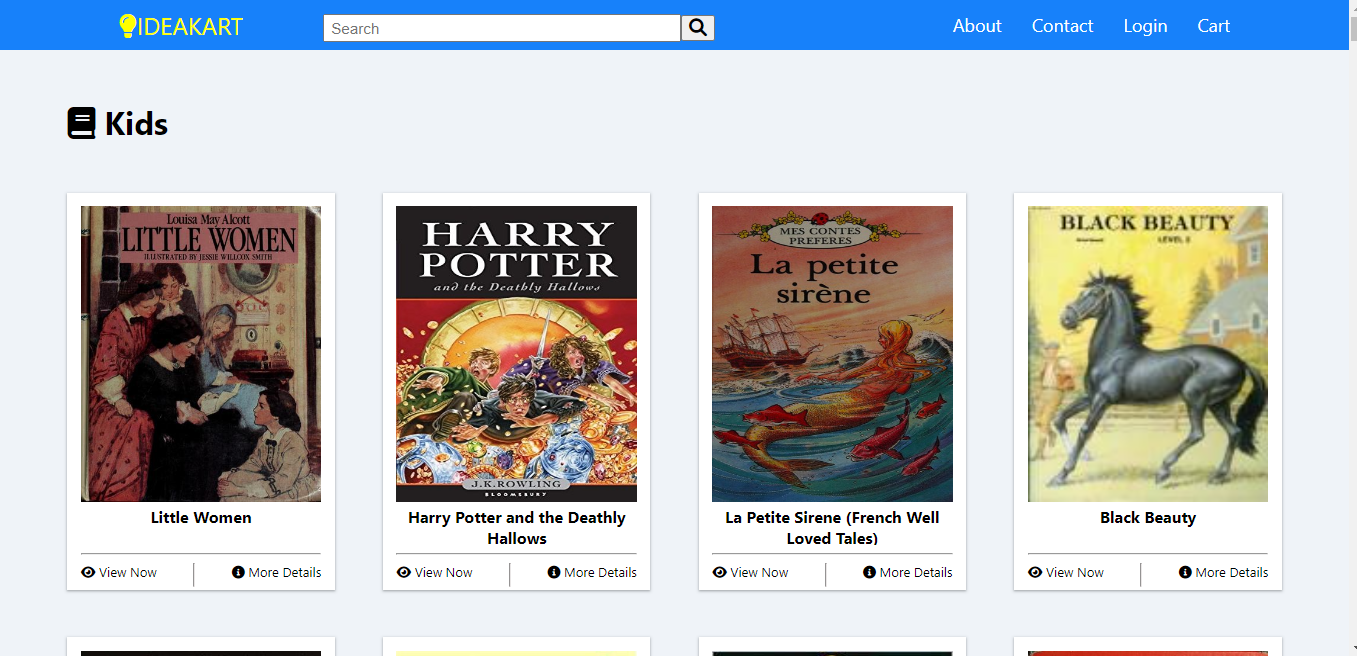 IDEAKART
Search
About Contact Login Cart
Kids
Louisa May Alcott
LITTLE WOMEN
ILLUSTRATED BY JESSIE WILLCOX SMITH
Little Women
View Now More Details
HARRY
POTTER
and the Deathly Hallows
J.K.ROWLING
BLOOMSBURY
Harry Potter and the Deathly
Hallows
View Now More Details
MES CONTES
PREFERES
La petite
sirène
La Petite Sirene (French Well
Loved Tales)
View Now More Details
BLACK BEAUTY
Black Beauty
View Now More Details